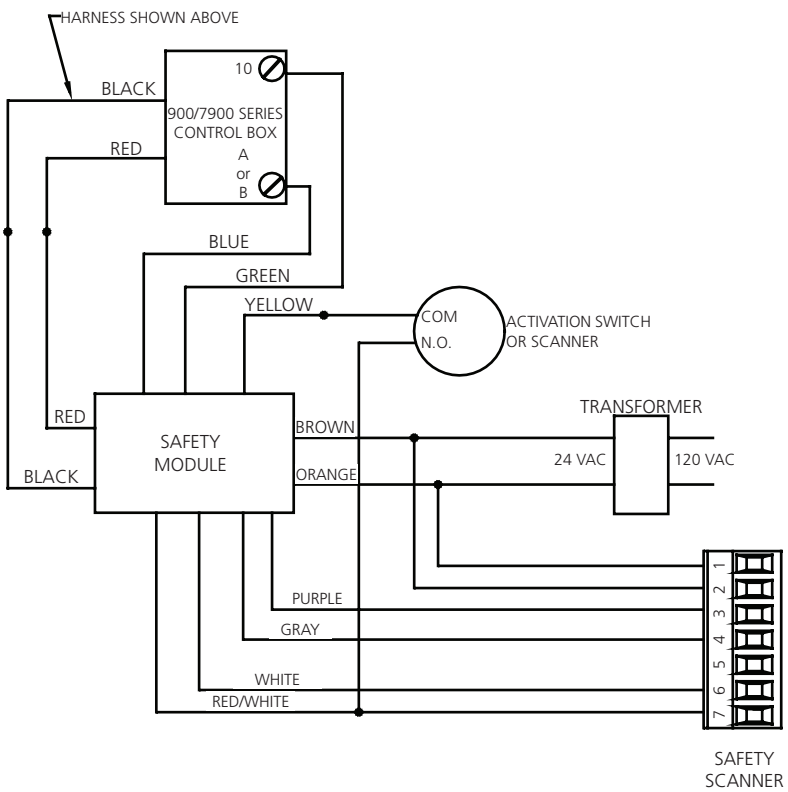 HARNESS SHOWN ABOVE
10
BLACK
900/7900 SERIES
CONTROL BOX
RED
A
or
B
BLUE
GREEN
YELLOW
COM
N.O.
ACTIVATION SWITCH
OR SCANNER
RED
BLACK
SAFETY
MODULE
BROWN
ORANGE
TRANSFORMER
24 VAC
120 VAC
PURPLE
GRAY
WHITE
RED/WHITE
1
2
3
4
5
6
7
SAFETY
SCANNER